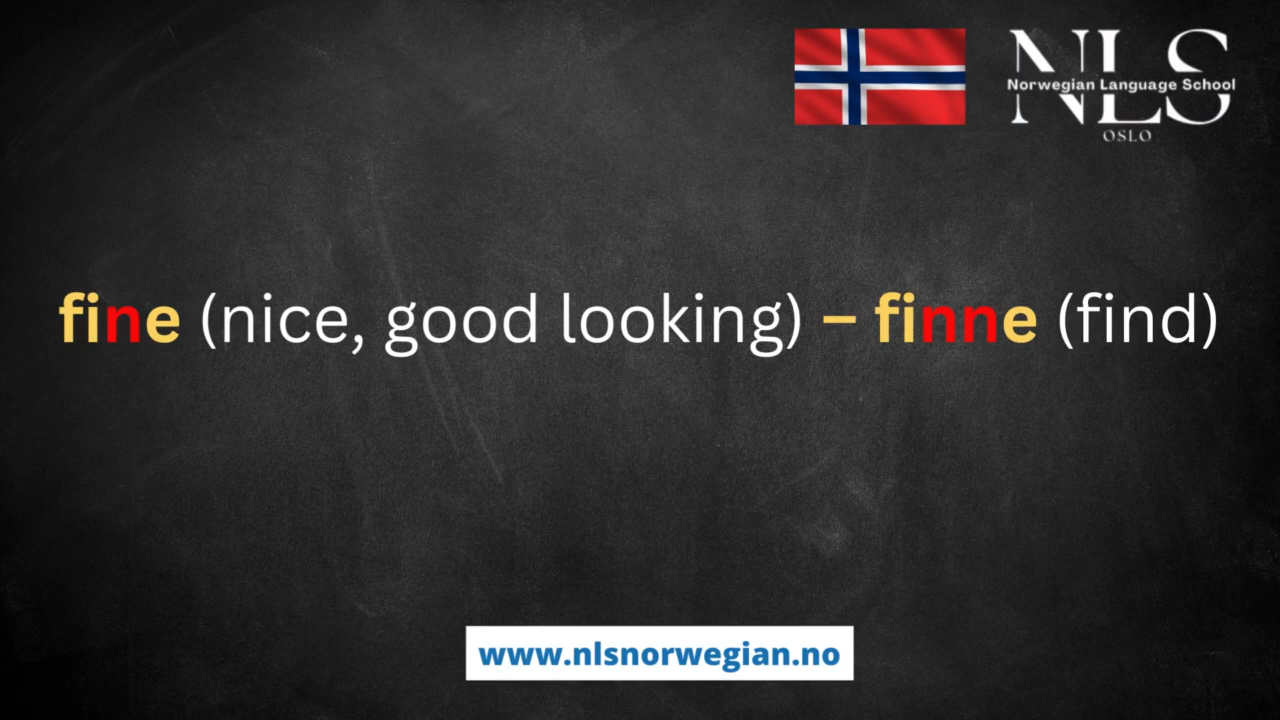 NLS
Norwegian Language School
OSLO
fine (nice, good looking) – finne (find)
www.nlsnorwegian.no